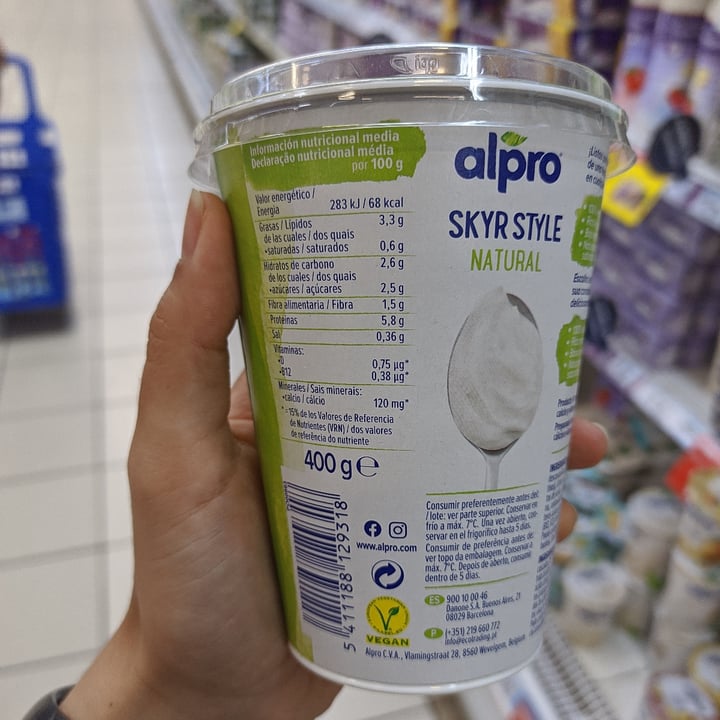 Información nutricional media
Declaração nutricional média
por 100 g
Valor energético /
Energia 283 kJ / 68 kcal
Grasas / Lípidos 3,3 g
de las cuales / dos quais
•saturadas / saturados 0,6 g
Hidratos de carbono 2,6 g
de los cuales / dos quais
•azúcares / açúcares 2,5 g
Fibra alimentaria / Fibra 1,5 g
Proteínas 5,8 g
Sal 0,36 g
Vitaminas:
•D 0,75 µg*
•B12 0,38 µg*
Minerales / Sais minerais:
•calcio / cálcio 120 mg*
* = 15% de los Valores de Referencia
de Nutrientes (VRN) / dos valores
de referência do nutriente
400 g e
5 411188 129318
www.alpro.com
VEGAN
alpro
SKYR STYLE
NATURAL
Consumir preferentemente antes del:
/ lote: ver parte superior. Conservar en
frío a máx. 7°C. Una vez abierto, con-
servar en el frigorífico hasta 5 días.
Consumir de preferência antes de:
ver topo da embalagem. Conservar a
máx. 7°C. Depois de aberto, consumir
dentro de 5 dias.
ES 900 10 00 46
Danone S.A. Buenos Aires, 21
08029 Barcelona
P (+351) 219 660 772
info@ecotrading.pt
Alpro C.V.A., Vlamingstraat 28, 8560 Wevelgem, Belgium